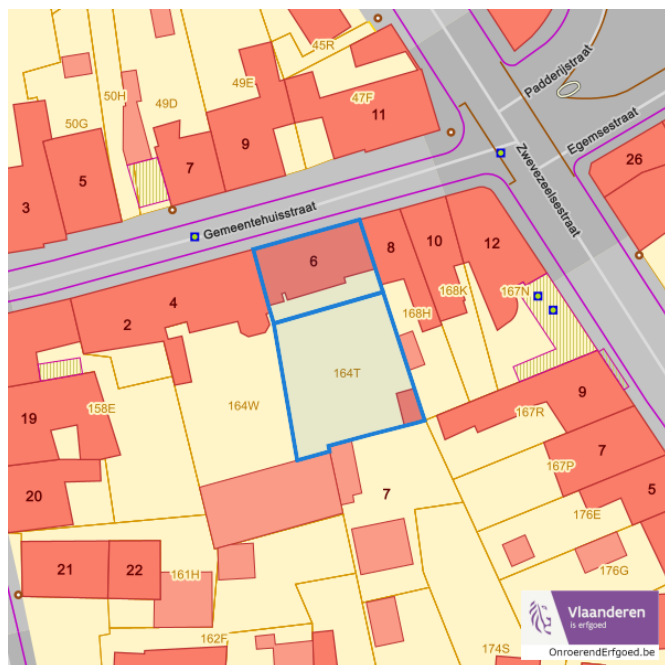 45R
50H
49D
49E
47F
11
50G
9
7
5
3
Padderijstraat
Egemsestraat
Zwevezeelsestraat
26
Gemeentehuisstraat
6
8
10
12
167N
168K
168H
4
2
164T
164W
158E
19
20
9
167R
7
167P
5
7
176E
176G
21
22
161H
162F
174S
Vlaanderen
is erfgoed
OnroerendErfgoed.be